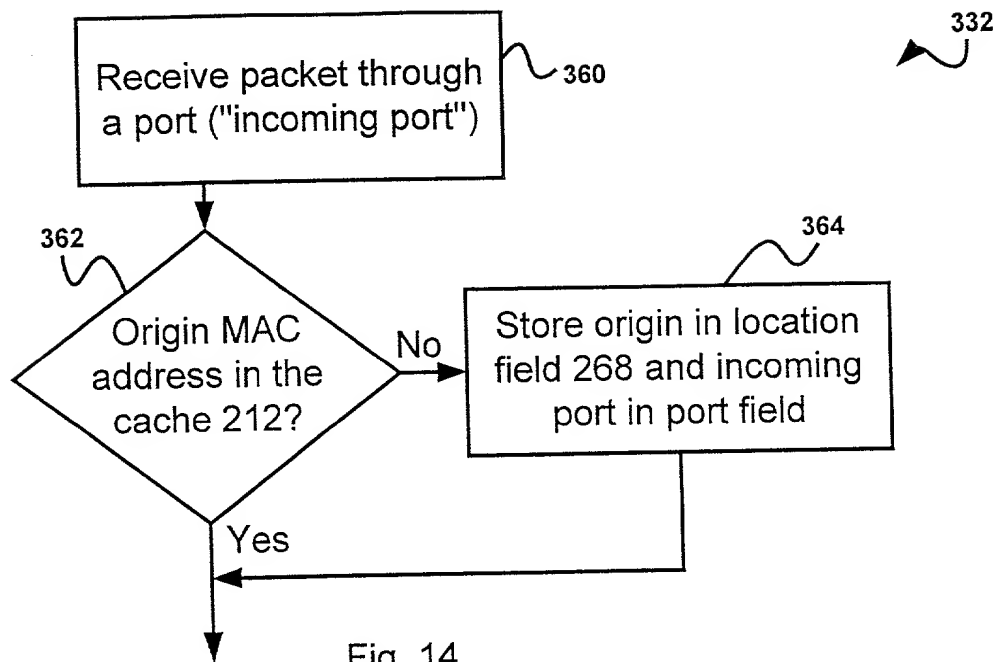 332
Receive packet through
a port ("incoming port")
360
362
Origin MAC
address in the
cache 212?
No
364
Store origin in location
field 268 and incoming
port in port field
Yes
Fig. 14